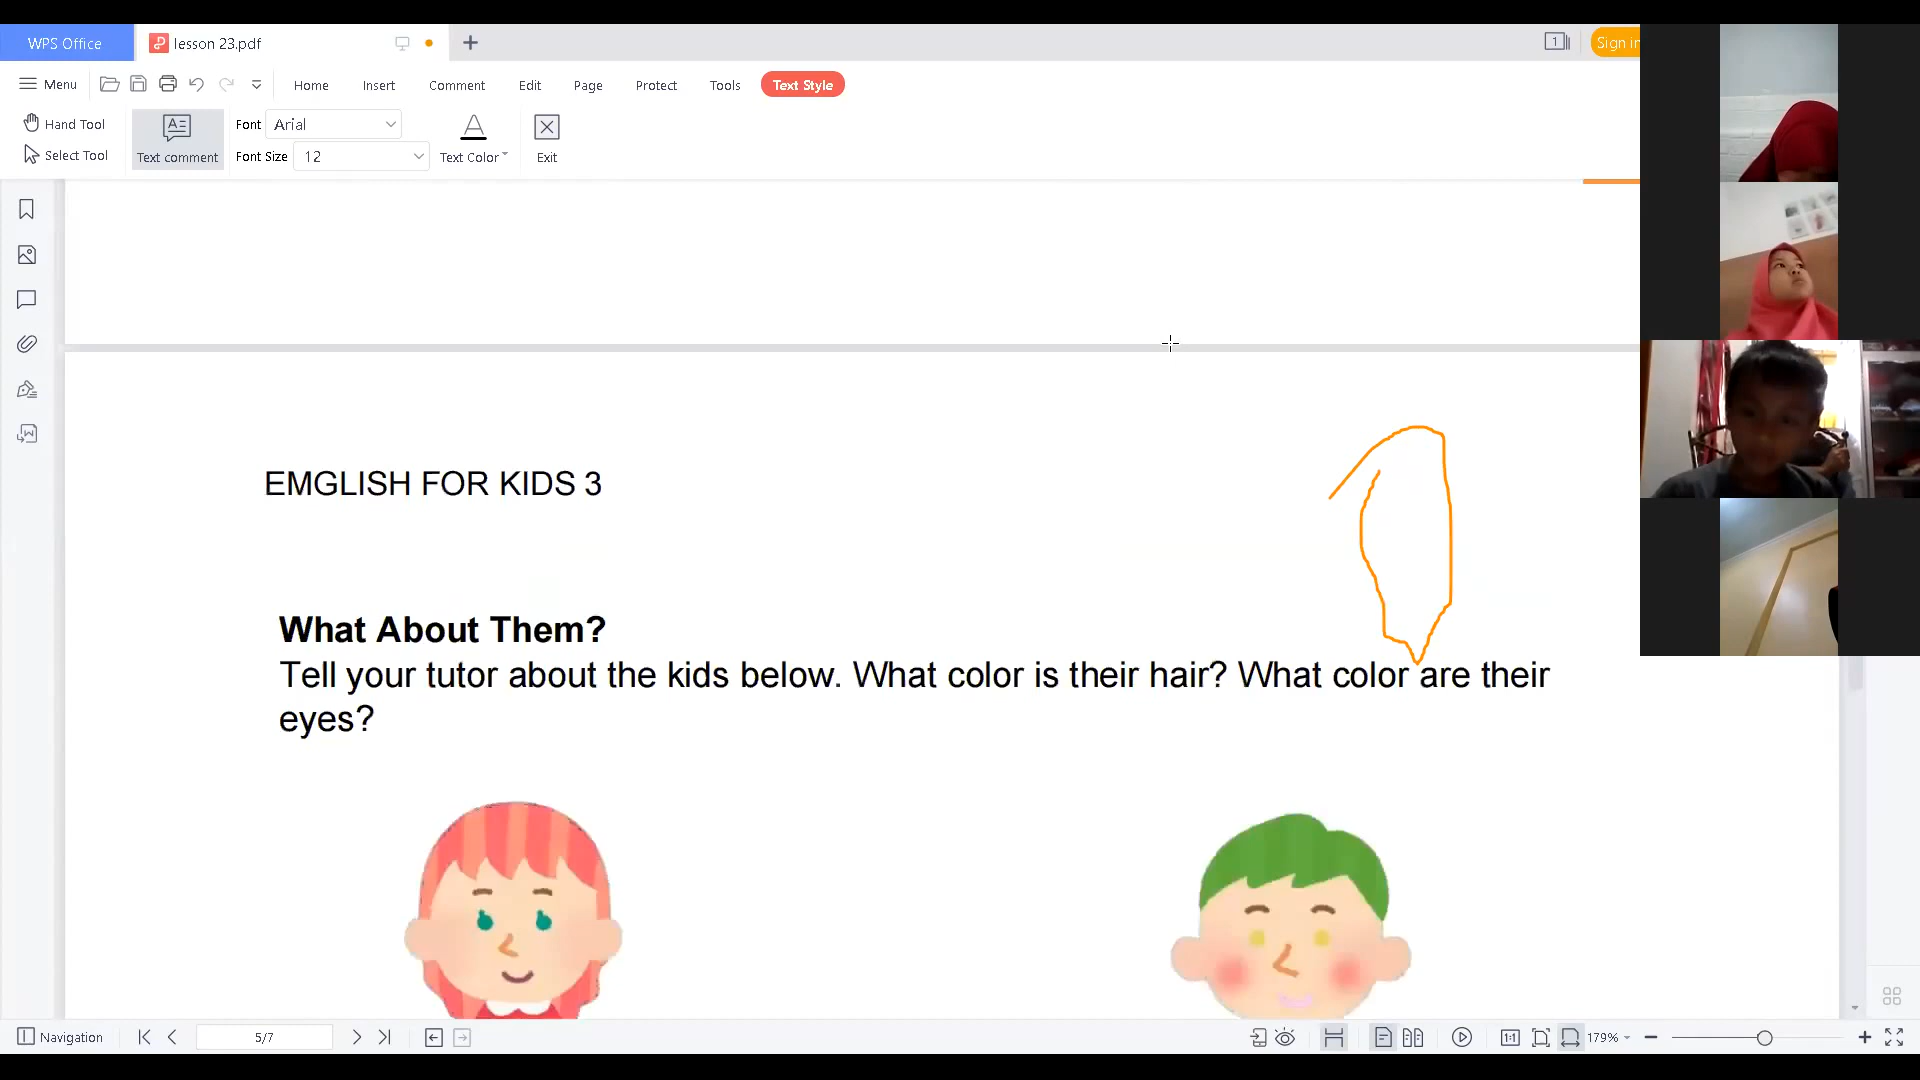 WPS Office
lesson 23.pdf
1
Sign in
Menu
Home
Insert
Comment
Edit
Page
Protect
Tools
Text Style
Hand Tool
Select Tool
Text comment
Font
Arial
Font Size
12
Text Color
Exit
EMGLISH FOR KIDS 3
What About Them?
Tell your tutor about the kids below. What color is their hair? What color are their
eyes?
Navigation
5/7
1:1
179%